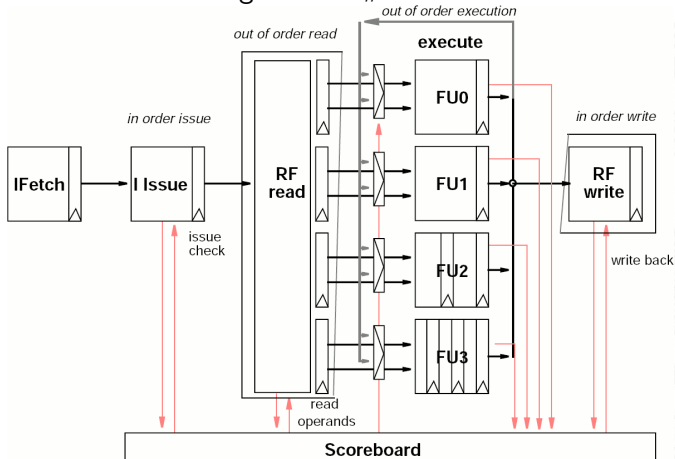 out of order execution
out of order read
execute
in order issue
in order write
FU0
IFetch
I Issue
RF
read
FU1
RF
write
issue
check
write back
FU2
FU3
read
operands
Scoreboard